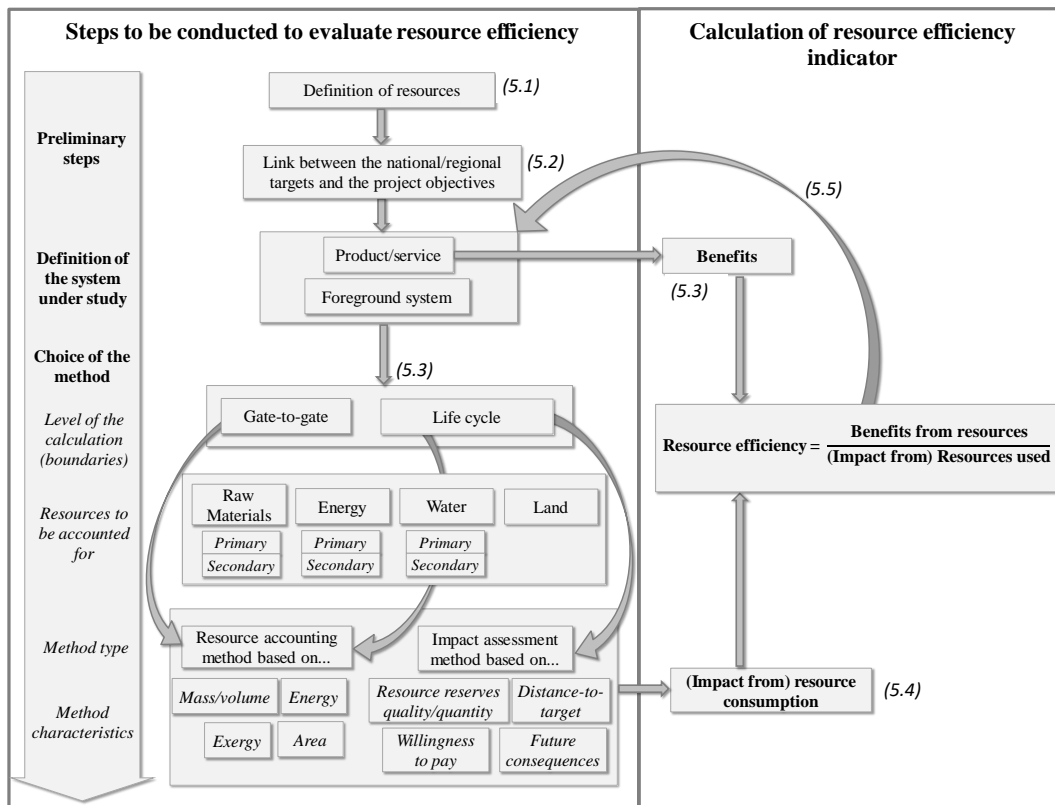 Steps to be conducted to evaluate resource efficiency
Calculation of resource efficiency
indicator
Preliminary
steps
Definition of resources
(5.1)
Link between the national/regional
targets and the project objectives
(5.2)
(5.5)
Definition of
the system
under study
Product/service
Foreground system
Benefits
(5.3)
Choice of the
method
(5.3)
Level of the
calculation
(boundaries)
Gate-to-gate
Life cycle
Resource efficiency =
Benefits from resources
(Impact from) Resources used
Resources to
be accounted
for
Raw
Materials
Energy
Water
Land
Primary
Secondary
Primary
Secondary
Primary
Secondary
Method type
Resource accounting
method based on...
Impact assessment
method based on...
Method
characteristics
Mass/volume
Energy
Exergy
Area
Resource reserves
quality/quantity
Distance-to-
target
Willingness
to pay
Future
consequences
(Impact from) resource
consumption
(5.4)